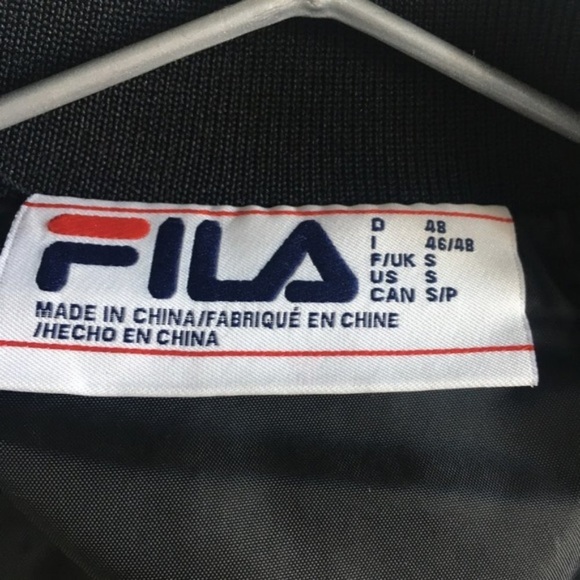 FILA
D 48
I 46/48
F/UK S
US S
CAN S/P
MADE IN CHINA/FABRIQUÉ EN CHINE
/HECHO EN CHINA